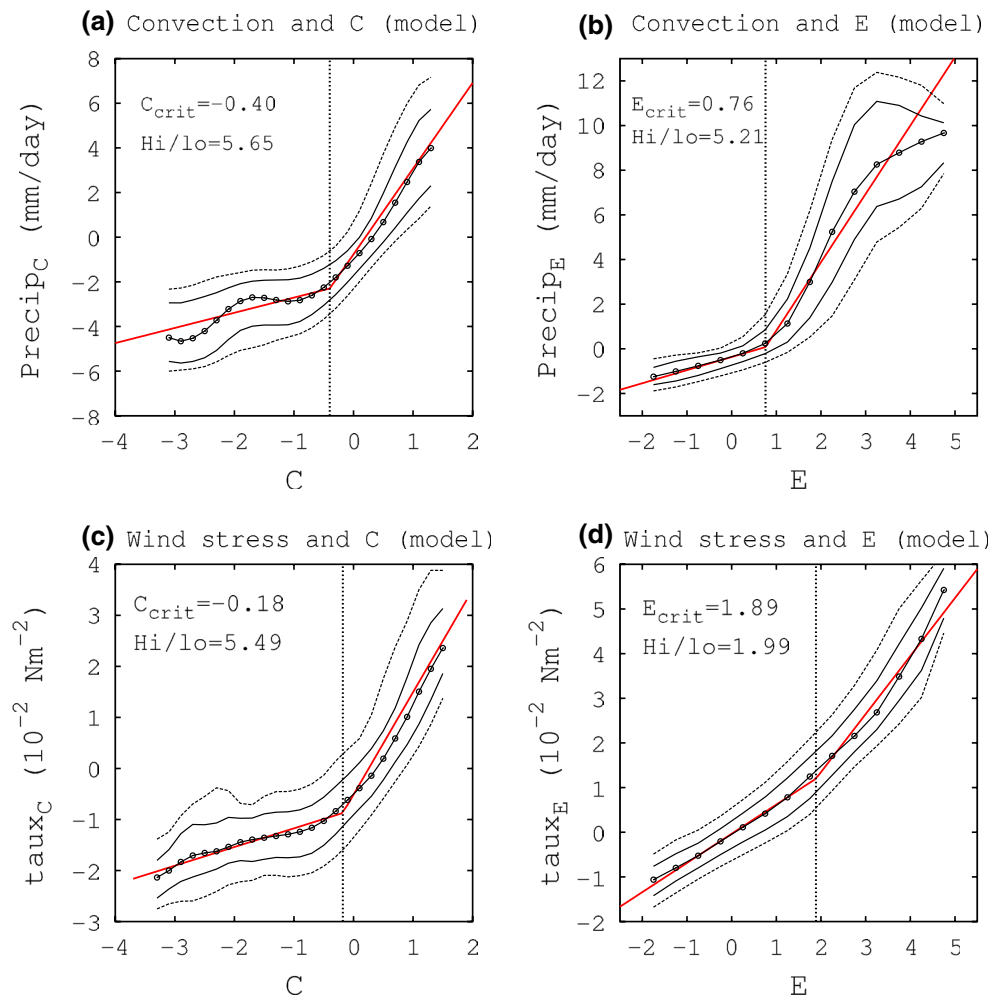 (a) Convection and C (model)
8
6
4
2
0
−2
−4
−6
−8
Precip_C (mm/day)
C_crit=−0.40
Hi/lo=5.65
−4 −3 −2 −1 0 1 2
C
(b) Convection and E (model)
12
10
8
6
4
2
0
−2
Precip_E (mm/day)
E_crit=0.76
Hi/lo=5.21
−2 −1 0 1 2 3 4 5
E
(c) Wind stress and C (model)
4
3
2
1
0
−1
−2
−3
taux_C (10^-2 Nm^-2)
C_crit=−0.18
Hi/lo=5.49
−4 −3 −2 −1 0 1 2
C
(d) Wind stress and E (model)
6
5
4
3
2
1
0
−1
−2
taux_E (10^-2 Nm^-2)
E_crit=1.89
Hi/lo=1.99
−2 −1 0 1 2 3 4 5
E